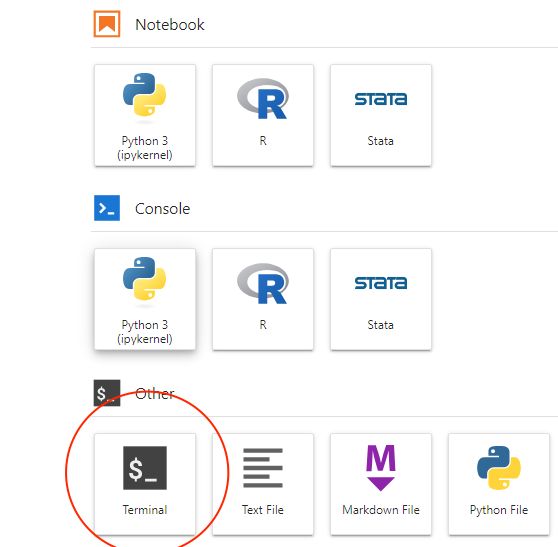 Notebook
Python 3
(ipykernel)
R
R
STATA
Stata
>_
Console
Python 3
(ipykernel)
R
R
STATA
Stata
$_
Other
$_
Terminal
Text File
M
Markdown File
Python File